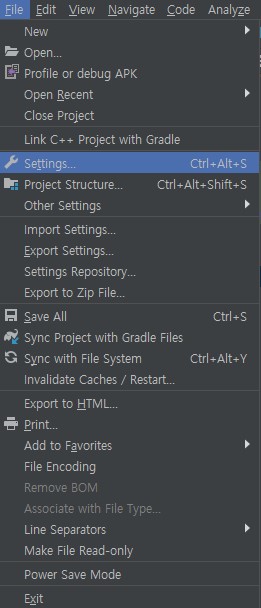 File Edit View Navigate Code Analyze
New
Open...
Profile or debug APK
Open Recent
Close Project
Link C++ Project with Gradle
Settings... Ctrl+Alt+S
Project Structure... Ctrl+Alt+Shift+S
Other Settings
Import Settings...
Export Settings...
Settings Repository...
Export to Zip File...
Save All Ctrl+S
Sync Project with Gradle Files
Sync with File System Ctrl+Alt+Y
Invalidate Caches / Restart...
Export to HTML...
Print...
Add to Favorites
File Encoding
Remove BOM
Associate with File Type...
Line Separators
Make File Read-only
Power Save Mode
Exit